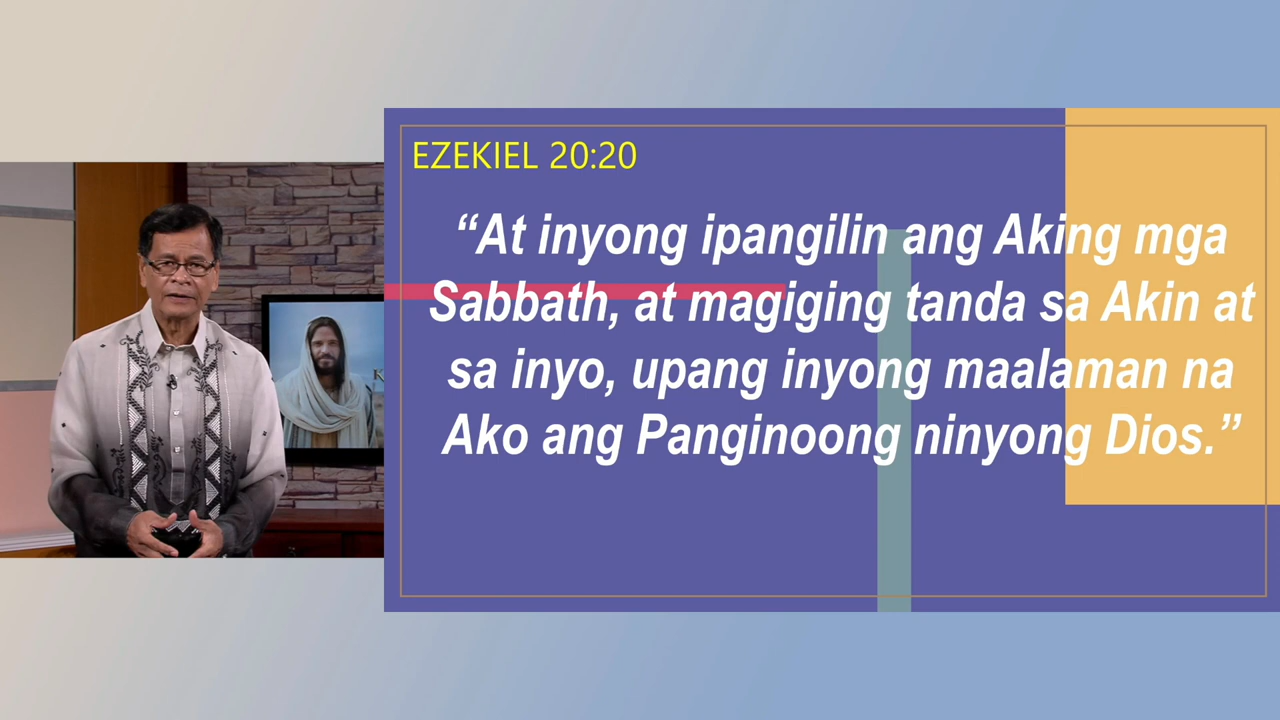 EZEKIEL 20:20
“At inyong ipangilin ang Aking mga
Sabbath, at magiging tanda sa Akin at
sa inyo, upang inyong maalaman na
Ako ang Panginoong ninyong Dios.”